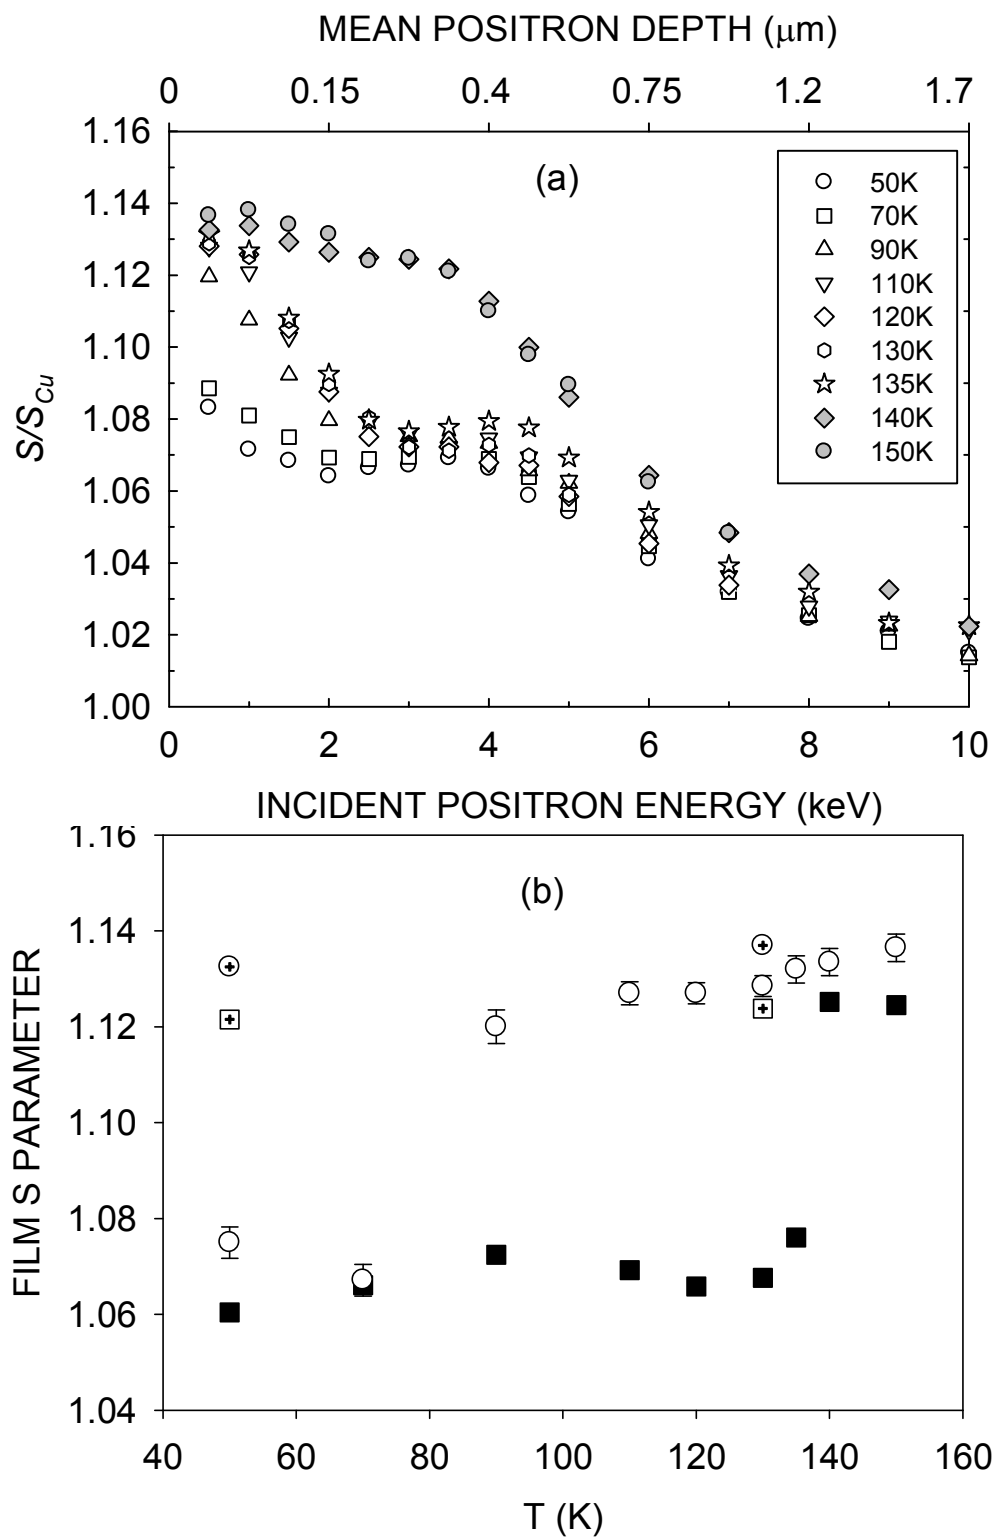 MEAN POSITRON DEPTH (μm)
0 0.15 0.4 0.75 1.2 1.7
1.16
1.14
1.12
1.10
1.08
1.06
1.04
1.02
1.00
S/S_Cu
(a)
50K
70K
90K
110K
120K
130K
135K
140K
150K
0 2 4 6 8 10
INCIDENT POSITRON ENERGY (keV)
1.16
1.14
1.12
1.10
1.08
1.06
1.04
FILM S PARAMETER
(b)
40 60 80 100 120 140 160
T (K)